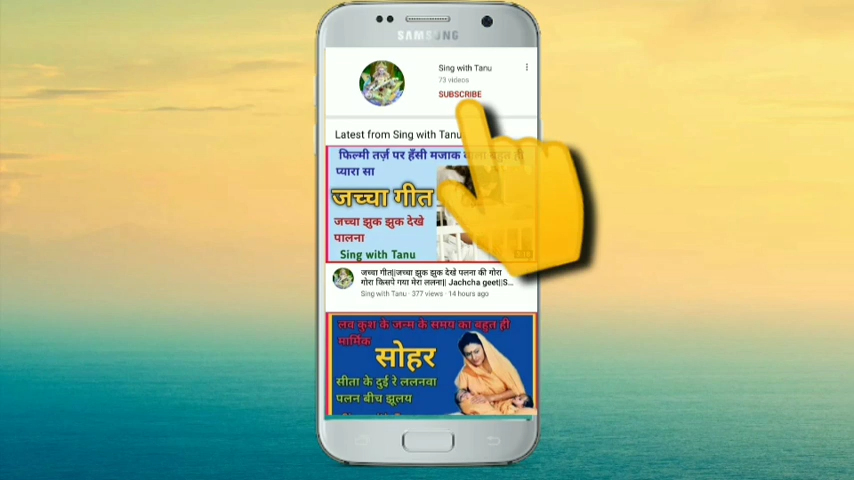 SAMSUNG
Sing with Tanu
73 videos
SUBSCRIBE
Latest from Sing with Tanu
फिल्मी तर्ज़ पर हँसी मजाक वाला बहुत ही
प्यारा सा
जच्चा गीत
जच्चा झुक झुक देखे
पालना
Sing with Tanu
जच्चा गीत||जच्चा झुक झुक देखे पलना की गोरा
गोरा किसपे गया मेरा ललना|| Jachcha geet||S...
Sing with Tanu · 377 views · 14 hours ago
लव कुश के जन्म के समय का बहुत ही
मार्मिक
सोहर
सीता के दुई रे ललनवा
पलन बीच झूलय